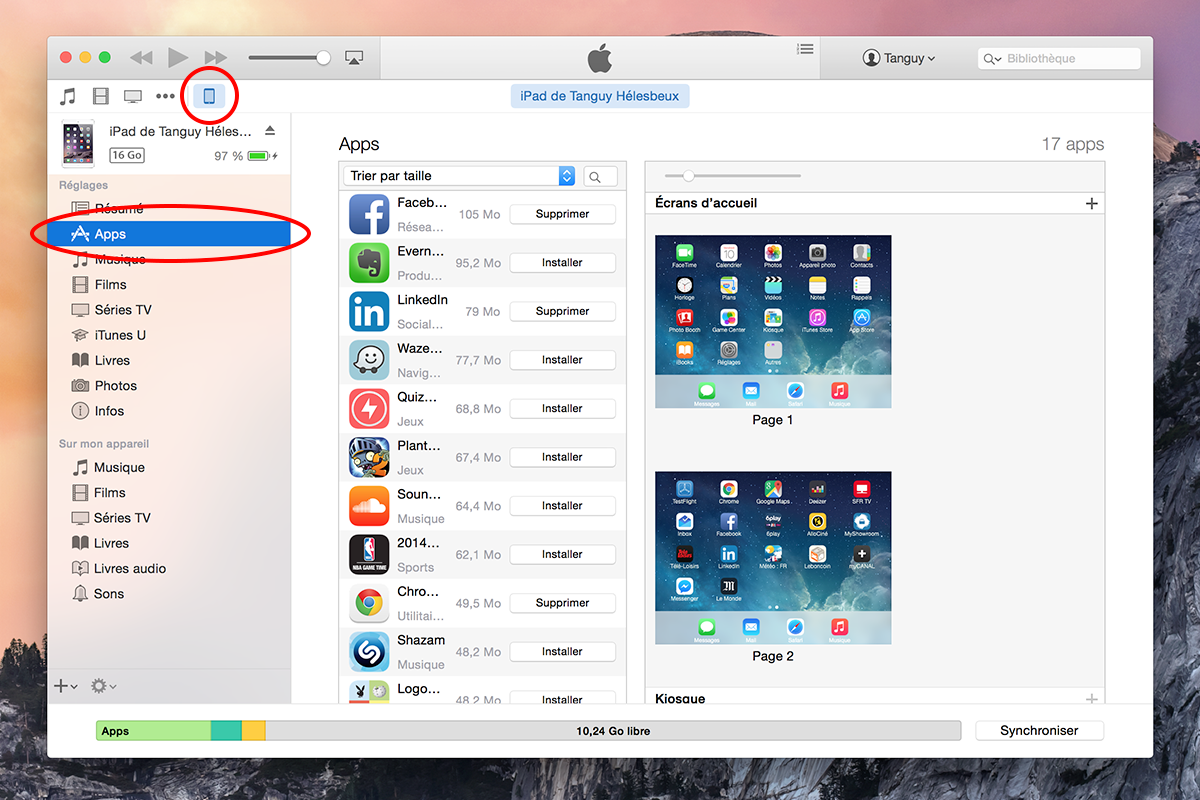 Tanguy
Bibliothèque
iPad de Tanguy Hélesbeux
iPad de Tanguy Héles...
16 Go
97 %
Réglages
Résumé
Apps
Musique
Films
Séries TV
iTunes U
Livres
Photos
Infos
Sur mon appareil
Musique
Films
Séries TV
Livres
Livres audio
Sons
Apps
17 apps
Trier par taille
Faceb...
Résea...
105 Mo
Supprimer
Evern...
Produ...
95,2 Mo
Installer
LinkedIn
Social...
79 Mo
Supprimer
Waze...
Navig...
77,7 Mo
Installer
Quiz...
Jeux
68,8 Mo
Installer
Plant...
Jeux
67,4 Mo
Installer
Soun...
Musique
64,4 Mo
Installer
NBA GAME TIME
2014...
Sports
62,1 Mo
Installer
Chro...
Utilitai...
49,5 Mo
Supprimer
Shazam
Musique
48,2 Mo
Installer
Logo...
48,2 Mo
Installer
Écrans d'accueil
FaceTime Calendrier Photos Appareil photo Contacts
Horloge Plans Vidéos Notes Rappels
Photo Booth Game Center Kiosque iTunes Store App Store
iBooks Réglages Autres
Messages Mail Safari Musique
Page 1
TestFlight Chrome Google Maps Deezer SFR TV
Inbox Facebook 6play AlloCiné MyShowroom
Télé-Loisirs LinkedIn Météo : FR Leboncoin myCANAL
Messenger Le Monde
Messages Mail Safari Musique
Page 2
Kiosque
Apps
10,24 Go libre
Synchroniser